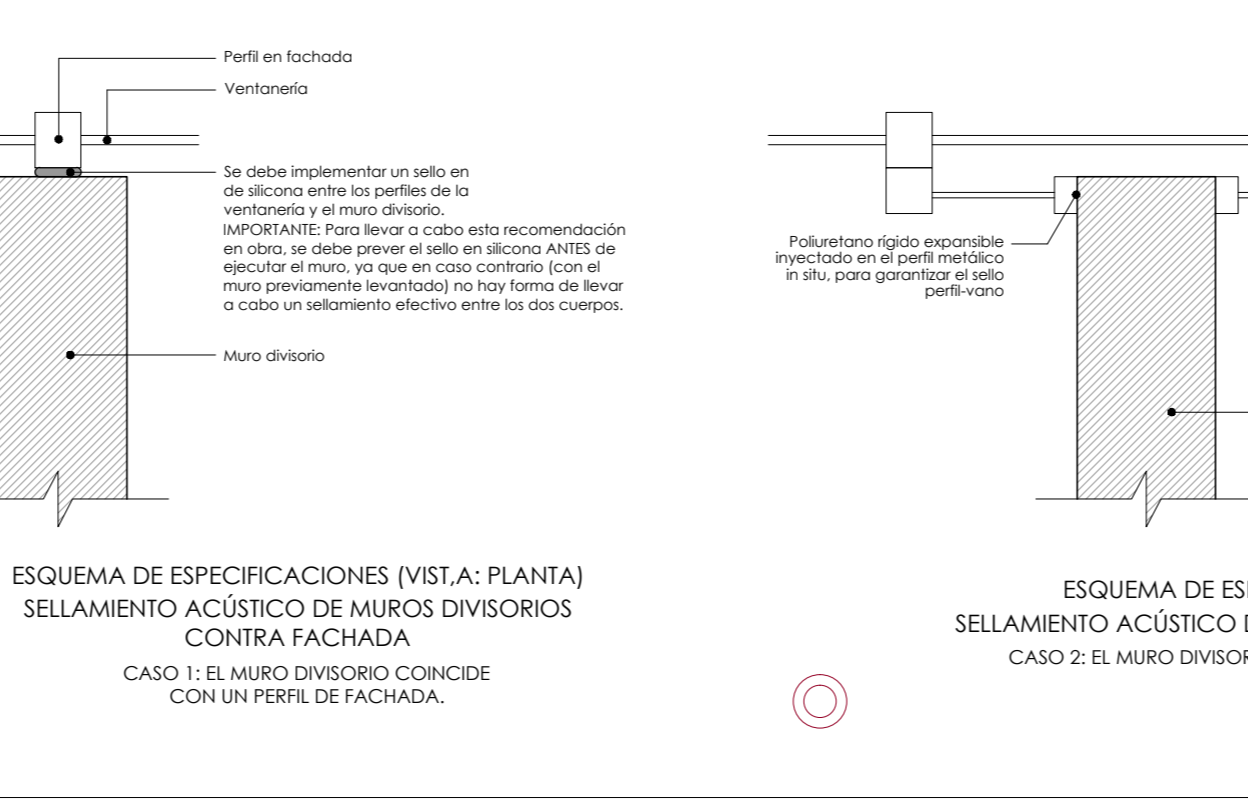 Perfil en fachada
Ventanería
Se debe implementar un sello en
de silicona entre los perfiles de la
ventanería y el muro divisorio.
IMPORTANTE: Para llevar a cabo esta recomendación
en obra, se debe prever el sello en silicona ANTES de
ejecutar el muro, ya que en caso contrario (con el
muro previamente levantado) no hay forma de llevar
a cabo un sellamiento efectivo entre los dos cuerpos.
Muro divisorio
ESQUEMA DE ESPECIFICACIONES (VIST,A: PLANTA)
SELLAMIENTO ACÚSTICO DE MUROS DIVISORIOS
CONTRA FACHADA
CASO 1: EL MURO DIVISORIO COINCIDE
CON UN PERFIL DE FACHADA.
Poliuretano rígido expansible
inyectado en el perfil metálico
in situ, para garantizar el sello
perfil-vano
ESQUEMA DE
SELLAMIENTO ACÚSTICO
CASO 2: EL MURO